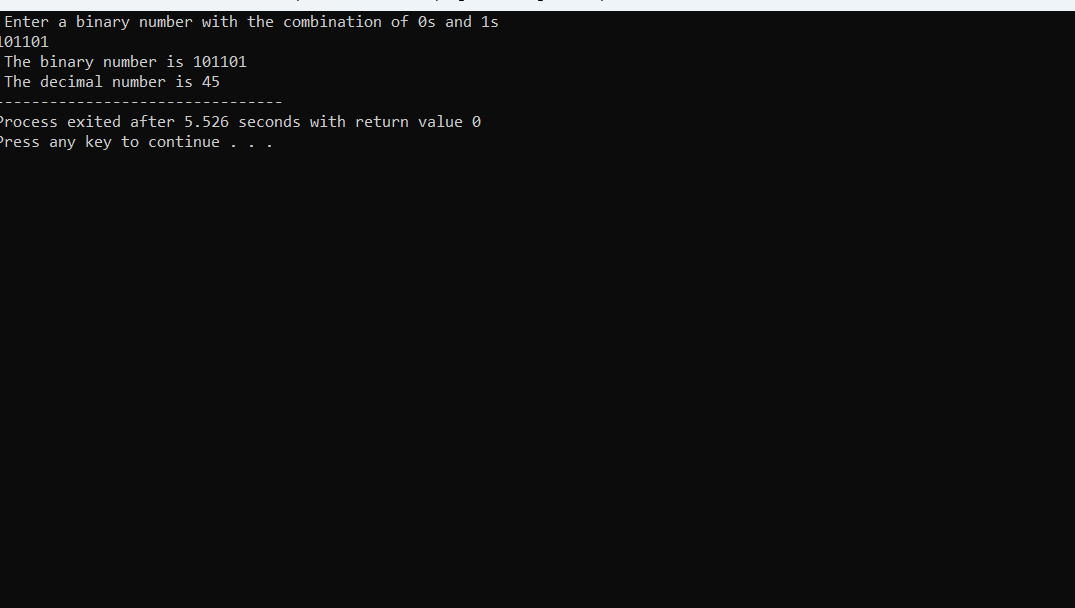 Enter a binary number with the combination of 0s and 1s
101101
The binary number is 101101
The decimal number is 45
--------------------------------
Process exited after 5.526 seconds with return value 0
Press any key to continue . . .